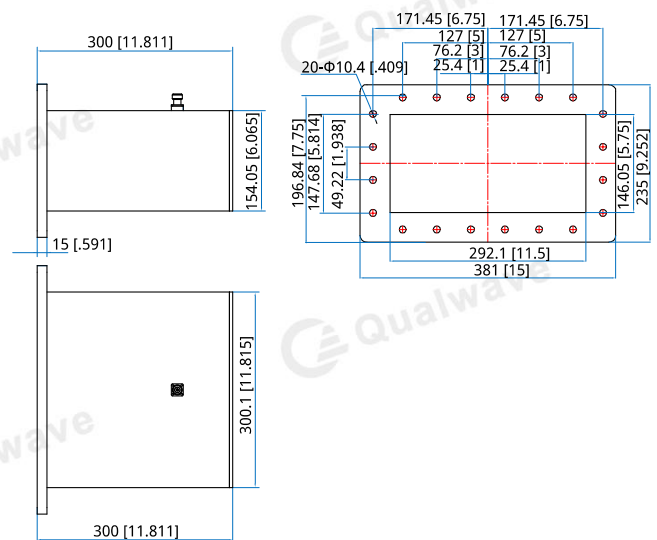 300 [11.811]
154.05 [6.065]
15 [.591]
300.1 [11.815]
300 [11.811]
171.45 [6.75] 171.45 [6.75]
127 [5] 127 [5]
76.2 [3] 76.2 [3]
25.4 [1] 25.4 [1]
20-Φ10.4 [.409]
196.84 [7.75]
147.68 [5.814]
49.22 [1.938]
146.05 [5.75]
235 [9.252]
292.1 [11.5]
381 [15]
Qualwave
wave
Qualwave
wave